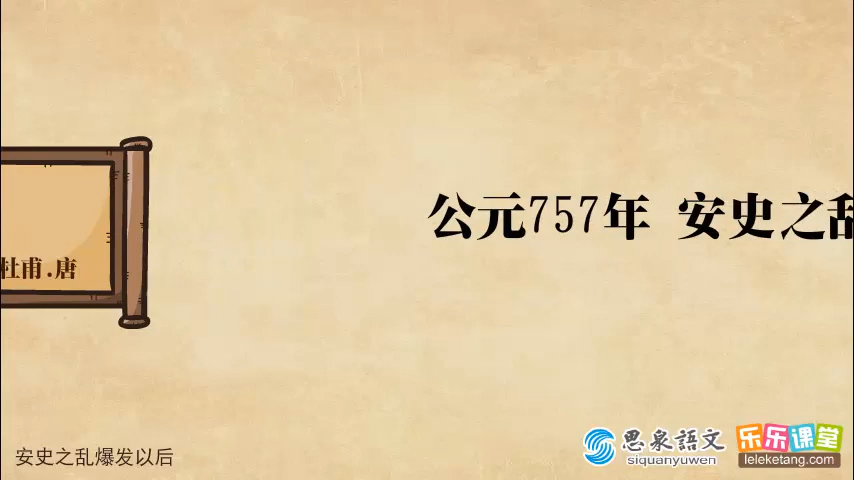 公元757年 安史之乱
杜甫.唐
安史之乱爆发以后
思泉語文
siquanyuwen
乐乐课堂
leleketang.com